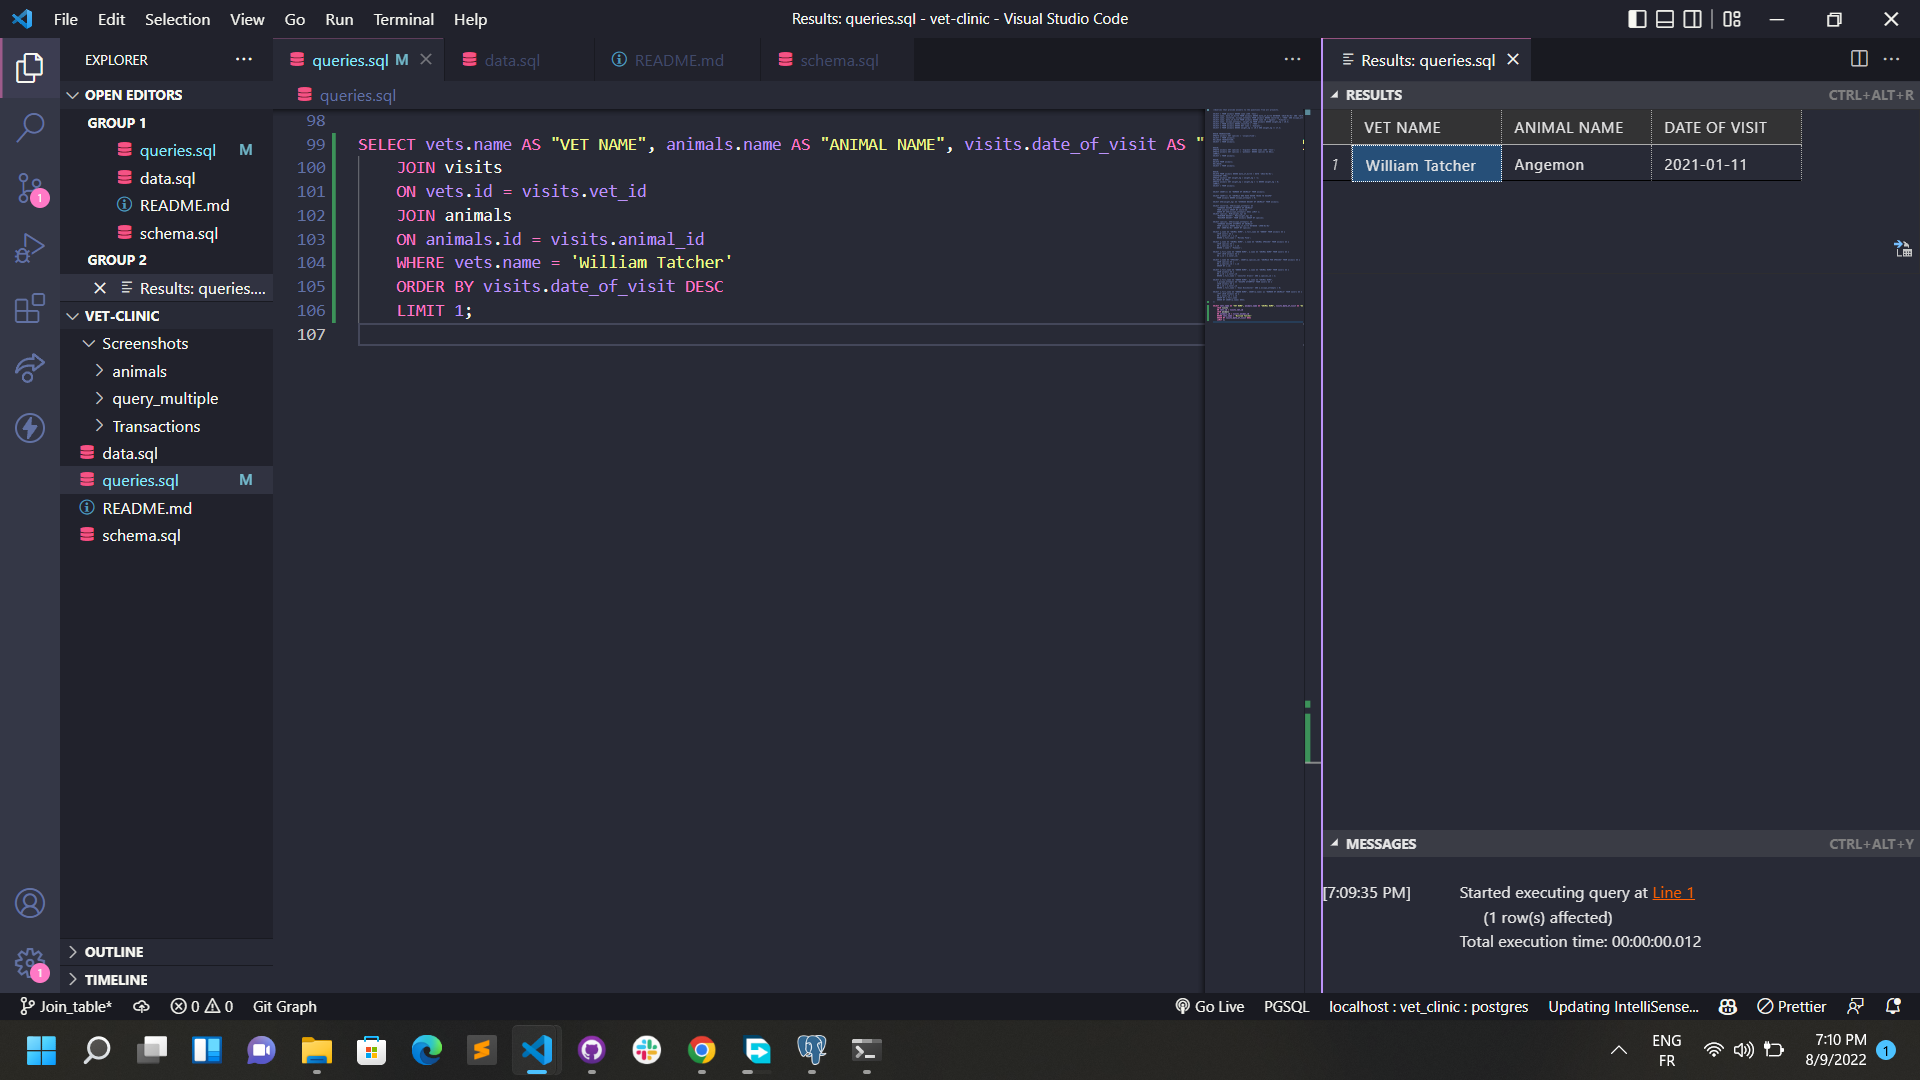 File Edit Selection View Go Run Terminal Help
Results: queries.sql - vet-clinic - Visual Studio Code
EXPLORER
OPEN EDITORS
GROUP 1
queries.sql M
data.sql
README.md
schema.sql
GROUP 2
Results: queries....
VET-CLINIC
Screenshots
animals
query_multiple
Transactions
data.sql
queries.sql M
README.md
schema.sql
OUTLINE
TIMELINE
1
1
queries.sql M
data.sql
README.md
schema.sql
queries.sql
98
99 SELECT vets.name AS "VET NAME", animals.name AS "ANIMAL NAME", visits.date_of_visit AS "
100 JOIN visits
101 ON vets.id = visits.vet_id
102 JOIN animals
103 ON animals.id = visits.animal_id
104 WHERE vets.name = 'William Tatcher'
105 ORDER BY visits.date_of_visit DESC
106 LIMIT 1;
107
Results: queries.sql
RESULTS CTRL+ALT+R
VET NAME ANIMAL NAME DATE OF VISIT
1 William Tatcher Angemon 2021-01-11
MESSAGES CTRL+ALT+Y
[7:09:35 PM] Started executing query at Line 1
(1 row(s) affected)
Total execution time: 00:00:00.012
Join_table* 0 0 Git Graph
Go Live PGSQL localhost : vet_clinic : postgres Updating IntelliSense... Prettier
ENG
FR
7:10 PM
8/9/2022
1